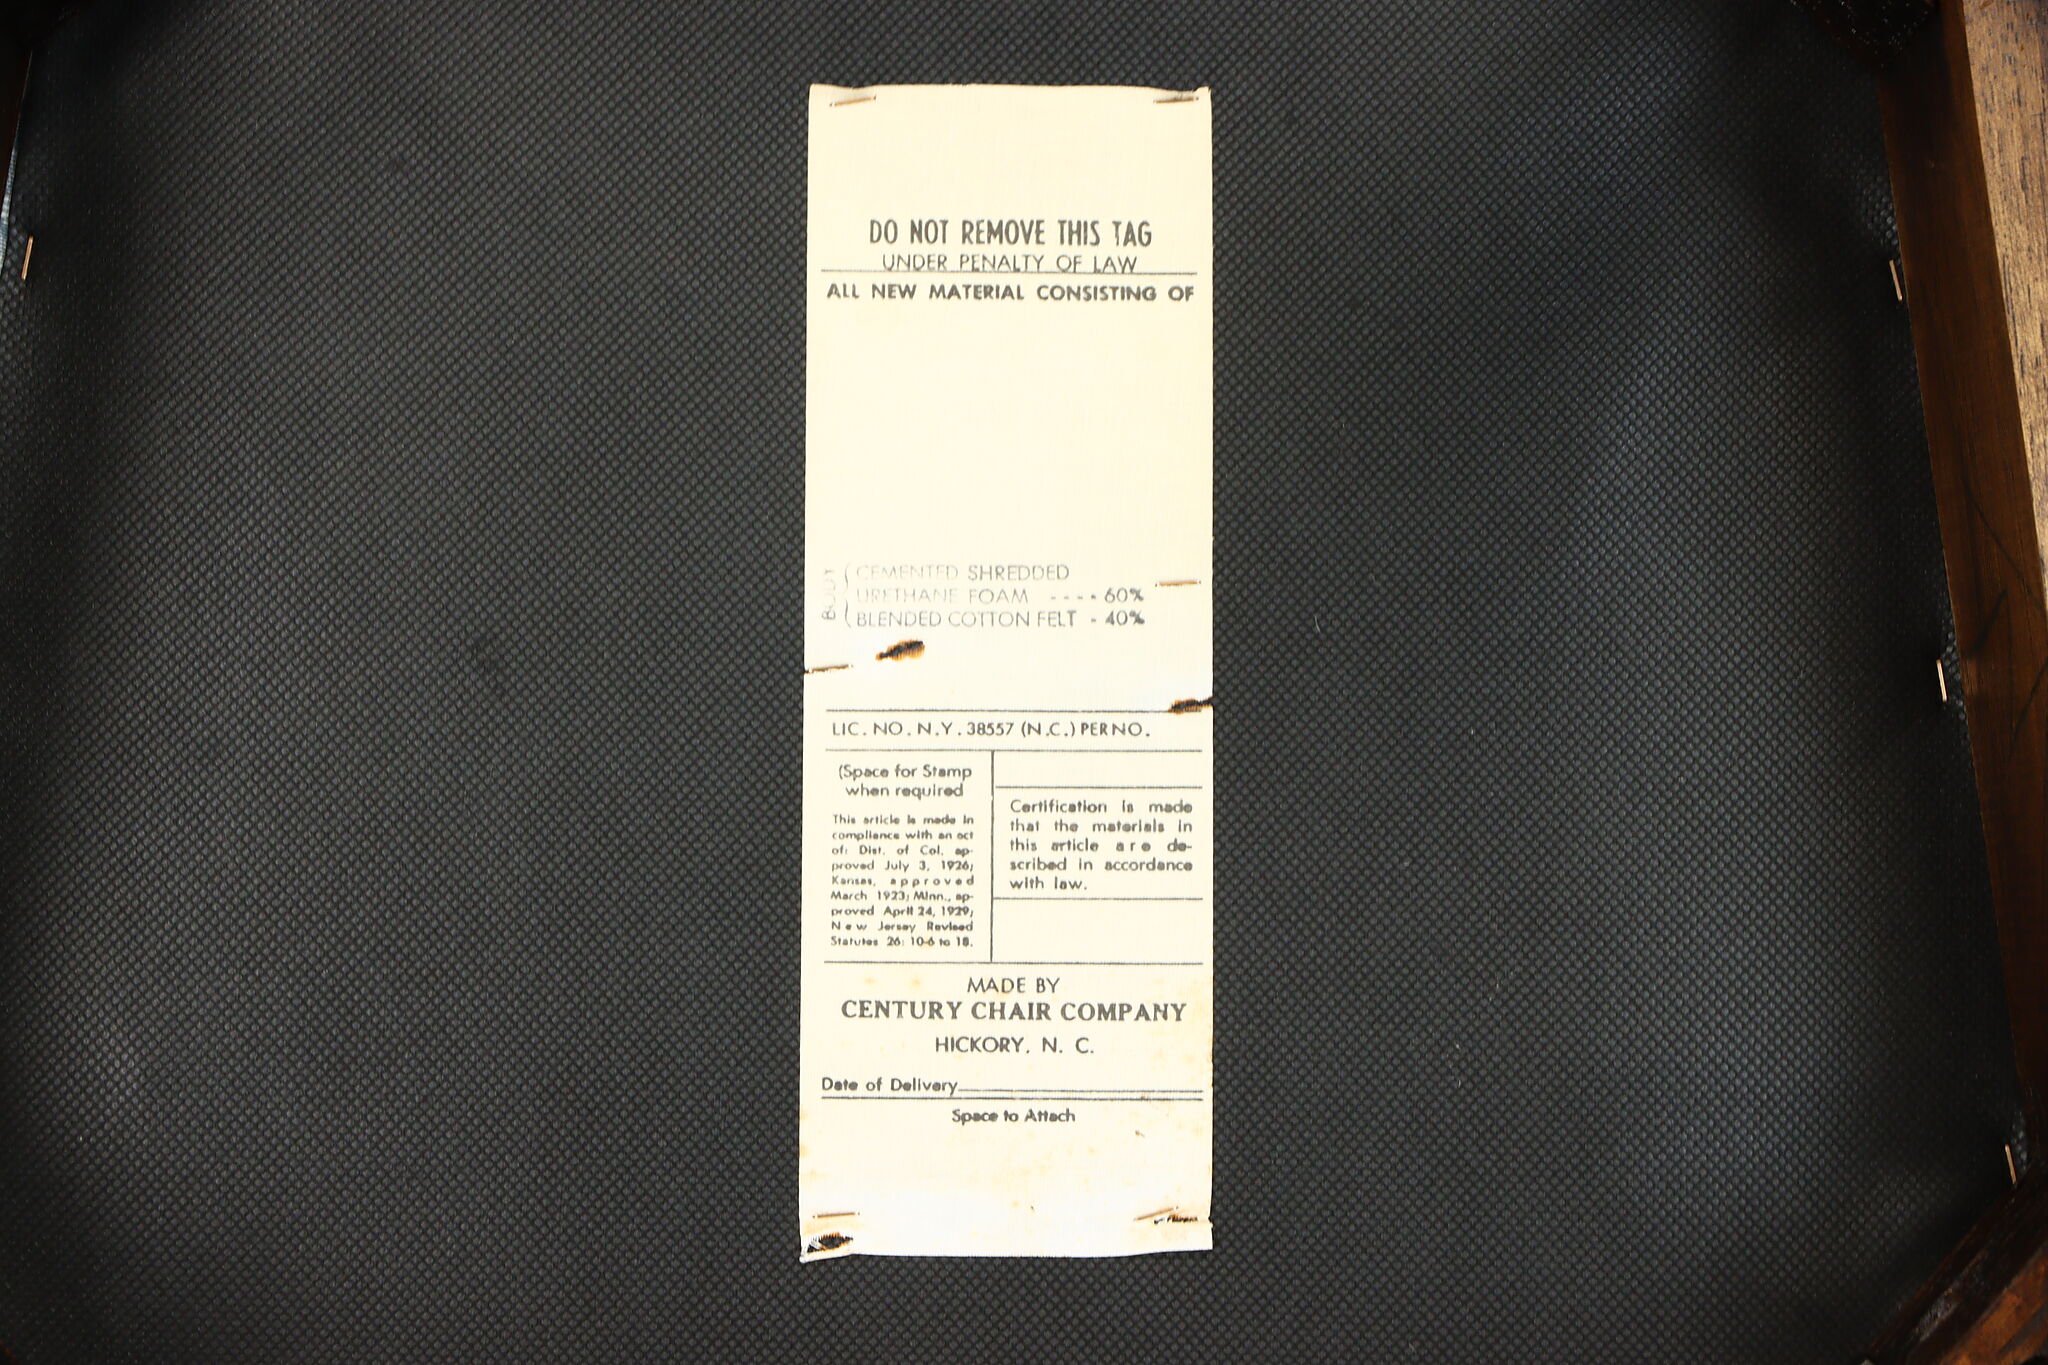 DO NOT REMOVE THIS TAG
UNDER PENALTY OF LAW
ALL NEW MATERIAL CONSISTING OF
BODY
CEMENTED SHREDDED
URETHANE FOAM ---- 60%
BLENDED COTTON FELT - 40%
LIC. NO. N.Y. 38557 (N.C.) PER NO.
(Space for Stamp
when required
This article is made in
compliance with an act
of: Dist. of Col. ap-
proved July 3, 1926;
Kansas, approved
March 1923; Minn., ap-
proved April 24, 1929;
New Jersey Revised
Statutes 26: 10-6 to 18.
Certification is made
that the materials in
this article are de-
scribed in accordance
with law.
MADE BY
CENTURY CHAIR COMPANY
HICKORY, N. C.
Date of Delivery
Space to Attach